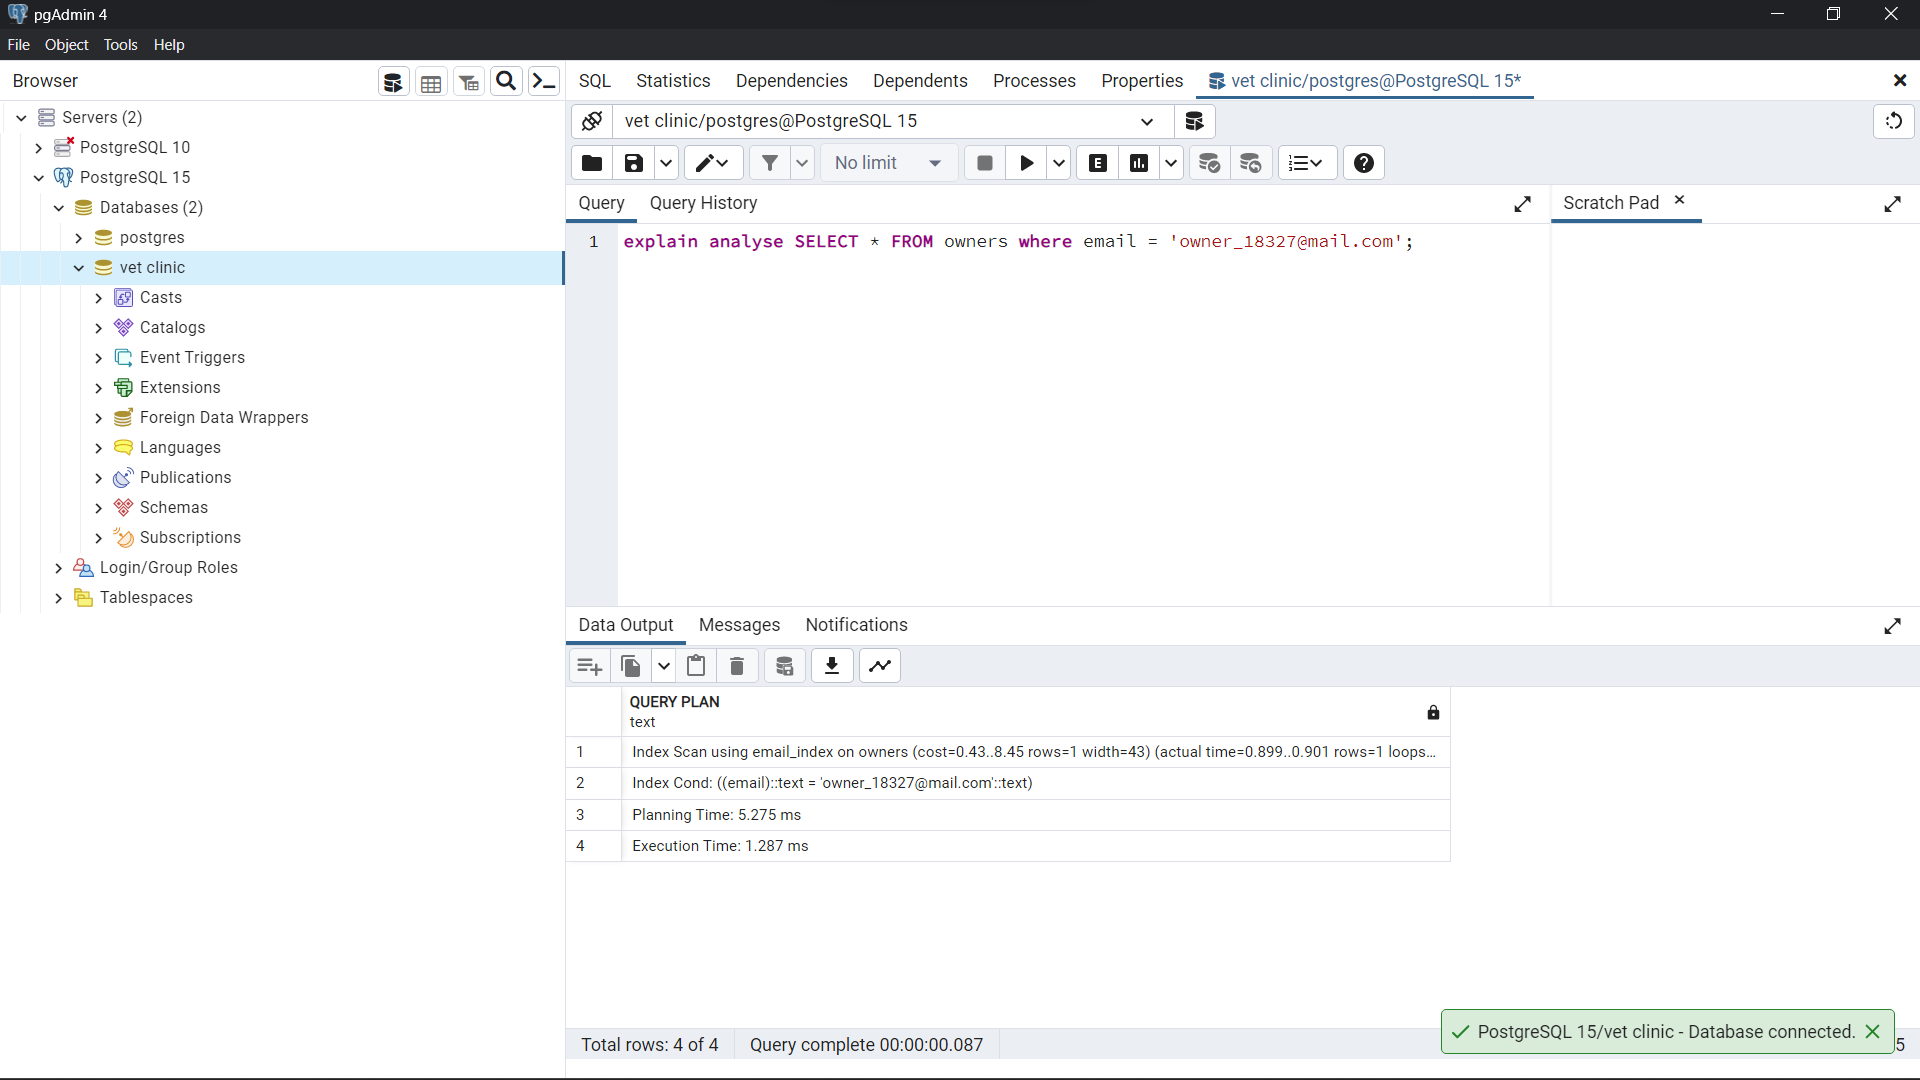 pgAdmin 4
File Object Tools Help
Browser
SQL Statistics Dependencies Dependents Processes Properties vet clinic/postgres@PostgreSQL 15*
Servers (2)
PostgreSQL 10
PostgreSQL 15
Databases (2)
postgres
vet clinic
Casts
Catalogs
Event Triggers
Extensions
Foreign Data Wrappers
Languages
Publications
Schemas
Subscriptions
Login/Group Roles
Tablespaces
vet clinic/postgres@PostgreSQL 15
No limit
E
Query Query History
Scratch Pad
1 explain analyse SELECT * FROM owners where email = 'owner_18327@mail.com';
Data Output Messages Notifications
QUERY PLAN
text
1 Index Scan using email_index on owners (cost=0.43..8.45 rows=1 width=43) (actual time=0.899..0.901 rows=1 loops...
2 Index Cond: ((email)::text = 'owner_18327@mail.com'::text)
3 Planning Time: 5.275 ms
4 Execution Time: 1.287 ms
Total rows: 4 of 4 Query complete 00:00:00.087
PostgreSQL 15/vet clinic - Database connected.
5